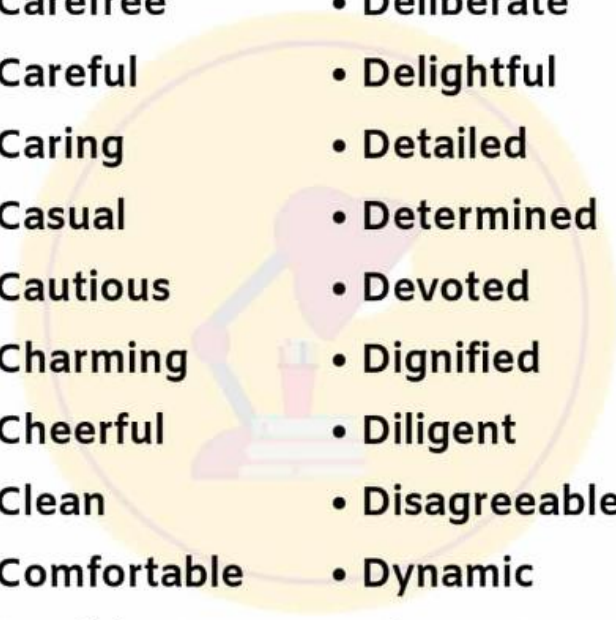 Carefree
• Deliberate
Careful
• Delightful
Caring
• Detailed
Casual
• Determined
Cautious
• Devoted
Charming
• Dignified
Cheerful
• Diligent
Clean
• Disagreeable
Comfortable
• Dynamic